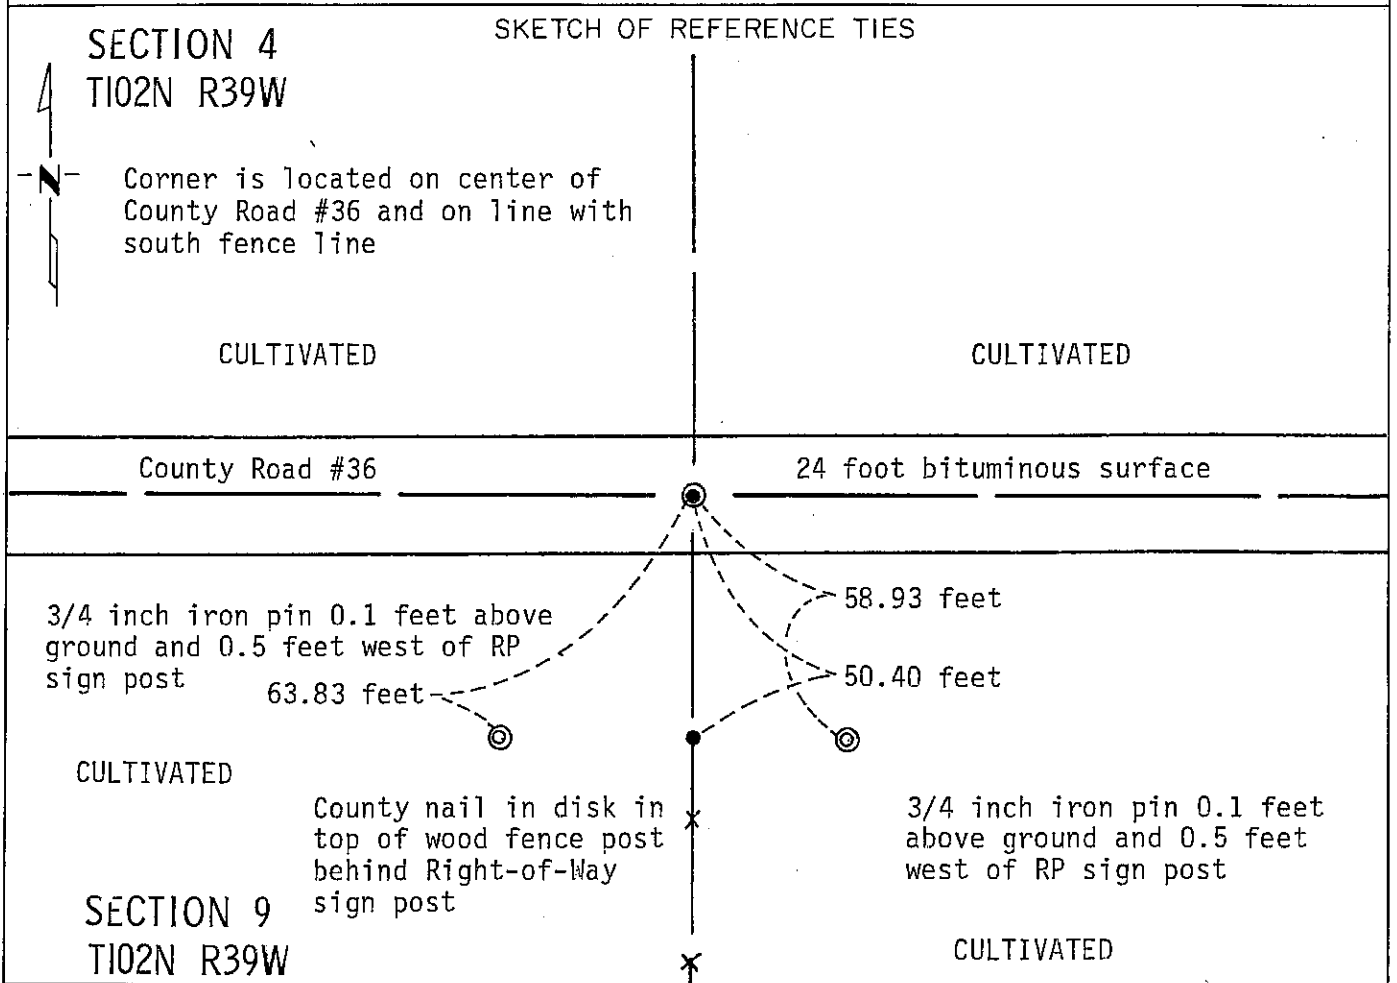 SKETCH OF REFERENCE TIES
SECTION 4
T102N R39W
N
Corner is located on center of
County Road #36 and on line with
south fence line
CULTIVATED
CULTIVATED
County Road #36
24 foot bituminous surface
58.93 feet
3/4 inch iron pin 0.1 feet above
ground and 0.5 feet west of RP
sign post
63.83 feet
50.40 feet
CULTIVATED
County nail in disk in
top of wood fence post
behind Right-of-Way
sign post
3/4 inch iron pin 0.1 feet
above ground and 0.5 feet
west of RP sign post
SECTION 9
T102N R39W
CULTIVATED